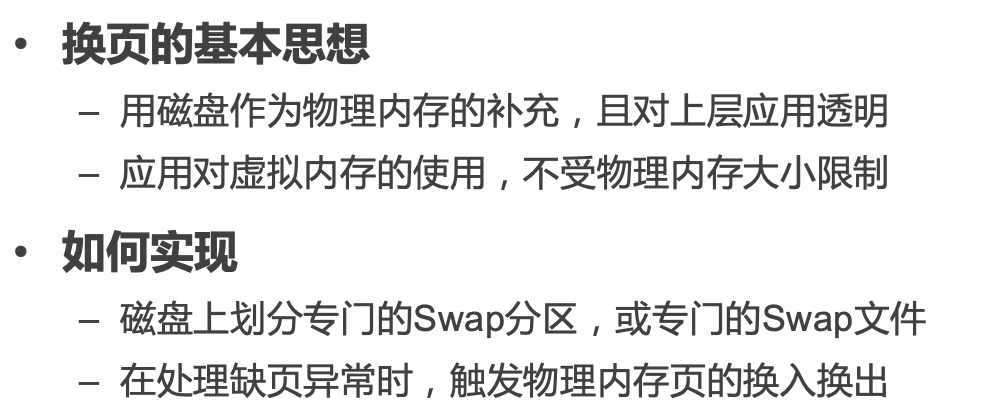 • 换页的基本思想
– 用磁盘作为物理内存的补充，且对上层应用透明
– 应用对虚拟内存的使用，不受物理内存大小限制
• 如何实现
– 磁盘上划分专门的Swap分区，或专门的Swap文件
– 在处理缺页异常时，触发物理内存页的换入换出